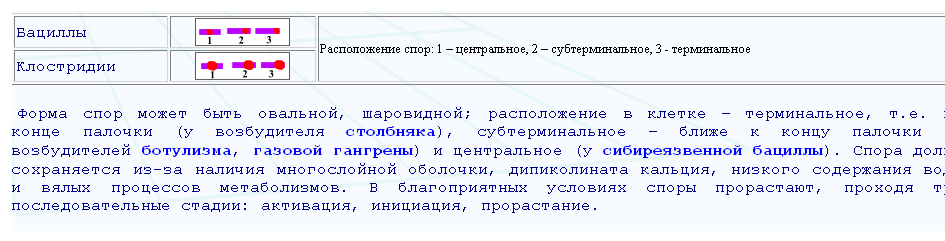 Бациллы
1 2 3
Расположение спор: 1 – центральное, 2 – субтерминальное, 3 - терминальное
Клостридии
1 2 3
Форма спор может быть овальной, шаровидной; расположение в клетке – терминальное, т.е.
конце палочки (у возбудителя столбняка), субтерминальное – ближе к концу палочки
возбудителей ботулизма, газовой гангрены) и центральное (у сибиреязвенной бациллы). Спора
сохраняется из-за наличия многослойной оболочки, дипиколината кальция, низкого содержания
и вялых процессов метаболизмов. В благоприятных условиях споры прорастают, проходя
последовательные стадии: активация, инициация, прорастание.